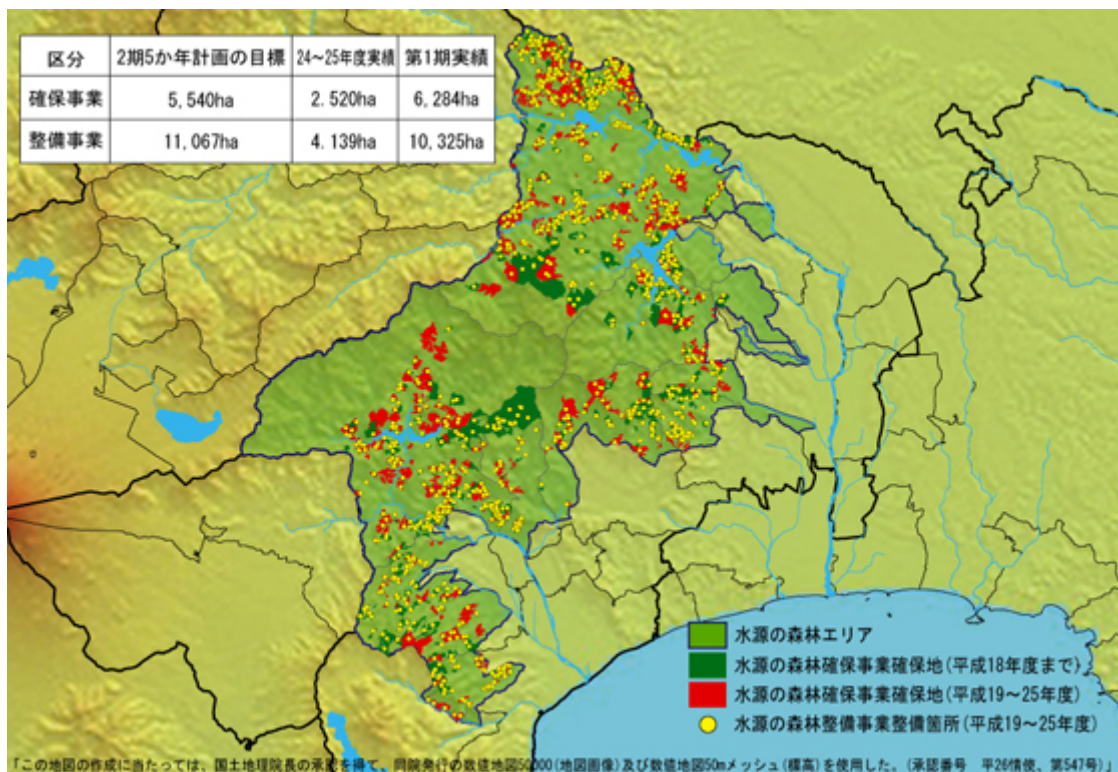 区分 2期5か年計画の目標 24～25年度実績 第1期実績
確保事業 5,540ha 2.520ha 6,284ha
整備事業 11,067ha 4.139ha 10,325ha
水源の森林エリア
水源の森林確保事業確保地(平成18年度まで)
水源の森林確保事業確保地(平成19～25年度)
水源の森林整備事業整備箇所(平成19～25年度)
「この地図の作成に当たっては、国土地理院長の承認を得て、同院発行の数値地図50000(地図画像)及び数値地図50mメッシュ(標高)を使用した。(承認番号 平26情使、第547号)」